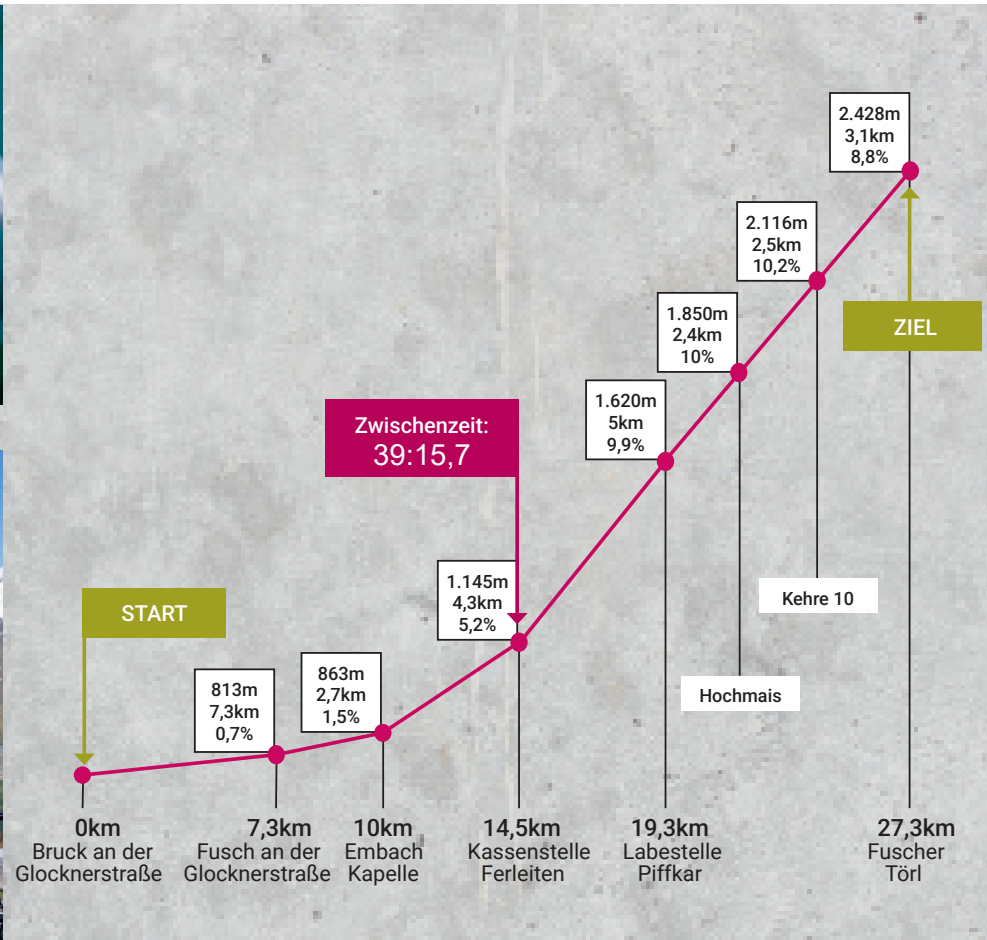 2.428m
3,1km
8,8%
2.116m
2,5km
10,2%
ZIEL
1.850m
2,4km
10%
1.620m
5km
9,9%
Zwischenzeit:
39:15,7
1.145m
4,3km
5,2%
Kehre 10
START
863m
2,7km
1,5%
813m
7,3km
0,7%
Hochmais
0km
Bruck an der
Glocknerstraße
7,3km
Fusch an der
Glocknerstraße
10km
Embach
Kapelle
14,5km
Kassenstelle
Ferleiten
19,3km
Labestelle
Piffkar
27,3km
Fuscher
Törl